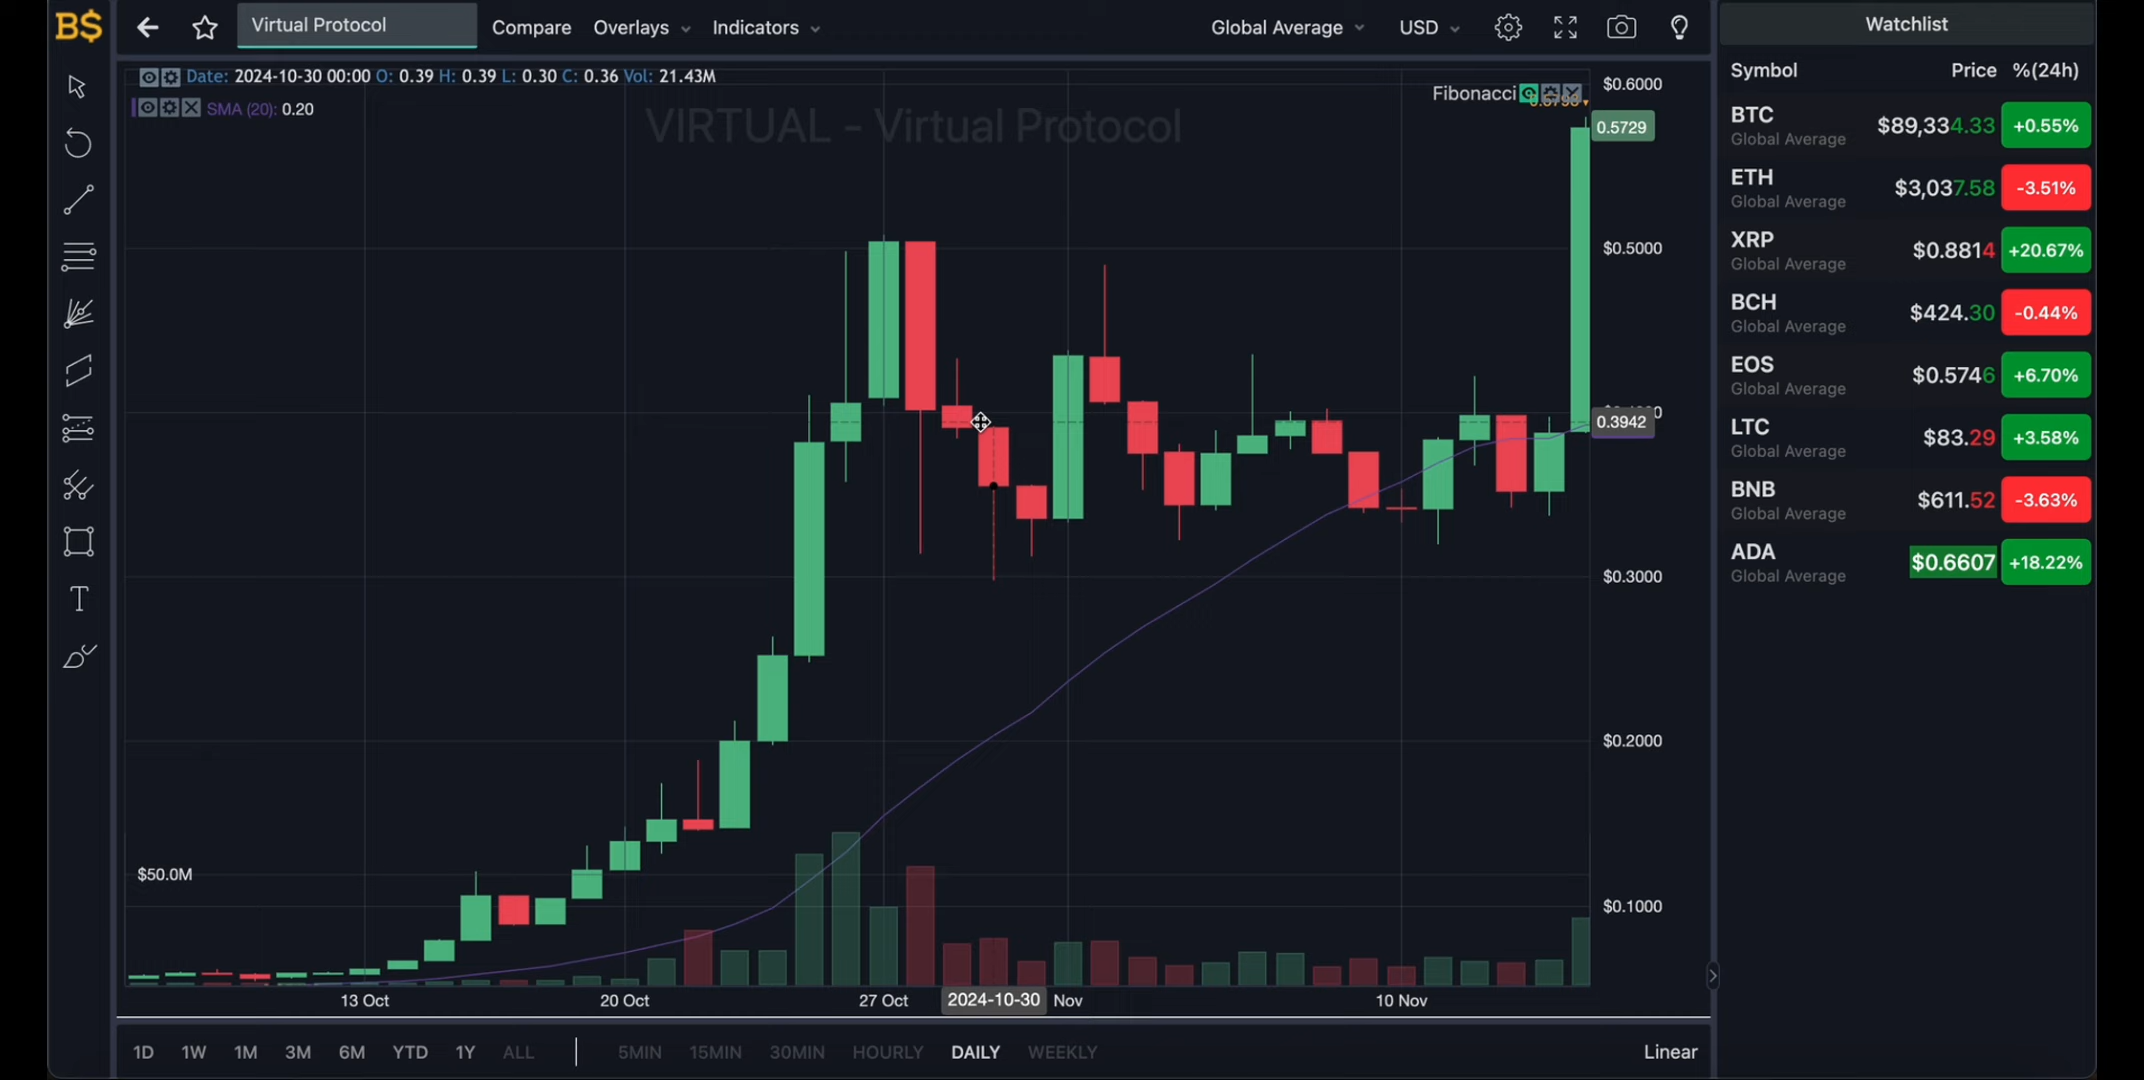 B$
Virtual Protocol
Compare
Overlays
Indicators
Global Average
USD
Watchlist
Date: 2024-10-30 00:00 O: 0.39 H: 0.39 L: 0.30 C: 0.36 Vol: 21.43M
SMA (20): 0.20
VIRTUAL - Virtual Protocol
Fibonacci
0.5798
$0.6000
0.5729
$0.5000
0.3942
$0.3000
$0.2000
$0.1000
$50.0M
13 Oct
20 Oct
27 Oct
2024-10-30
Nov
10 Nov
1D 1W 1M 3M 6M YTD 1Y ALL
5MIN 15MIN 30MIN HOURLY DAILY WEEKLY
Linear
Symbol Price %(24h)
BTC $89,334.33 +0.55%
Global Average
ETH $3,037.58 -3.51%
Global Average
XRP $0.8814 +20.67%
Global Average
BCH $424.30 -0.44%
Global Average
EOS $0.5746 +6.70%
Global Average
LTC $83.29 +3.58%
Global Average
BNB $611.52 -3.63%
Global Average
ADA $0.6607 +18.22%
Global Average
T